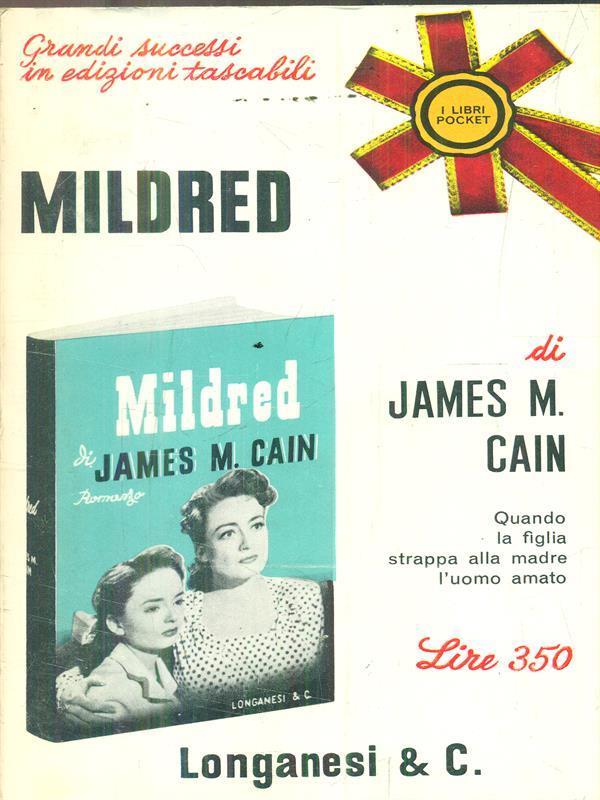 Grandi successi
in edizioni tascabili
I LIBRI
POCKET
MILDRED
di
JAMES M.
CAIN
Quando
la figlia
strappa alla madre
l'uomo amato
Lire 350
Mildred
di JAMES M. CAIN
Romanzo
LONGANESI & C.
Longanesi & C.